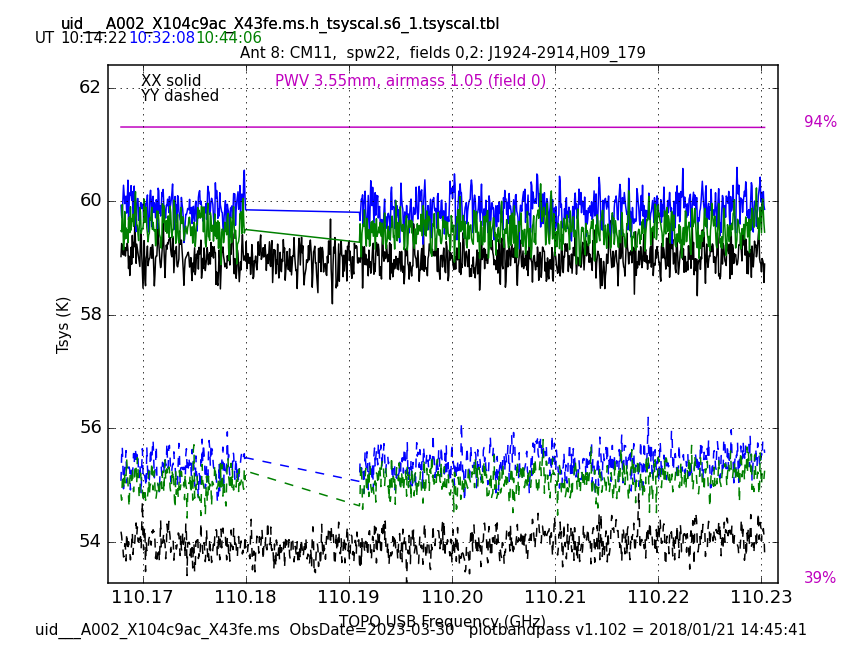 uid___A002_X104c9ac_X43fe.ms.h_tsyscal.s6_1.tsyscal.tbl
UT 10:14:22 10:32:08 10:44:06
Ant 8: CM11,  spw22,  fields 0,2: J1924-2914,H09_179
XX solid
YY dashed
PWV 3.55mm, airmass 1.05 (field 0)
94%
39%
62
60
58
56
54
Tsys (K)
110.17 110.18 110.19 110.20 110.21 110.22 110.23
TOPO USB Frequency (GHz)
uid___A002_X104c9ac_X43fe.ms  ObsDate=2023-03-30   plotbandpass v1.102 = 2018/01/21 14:45:41